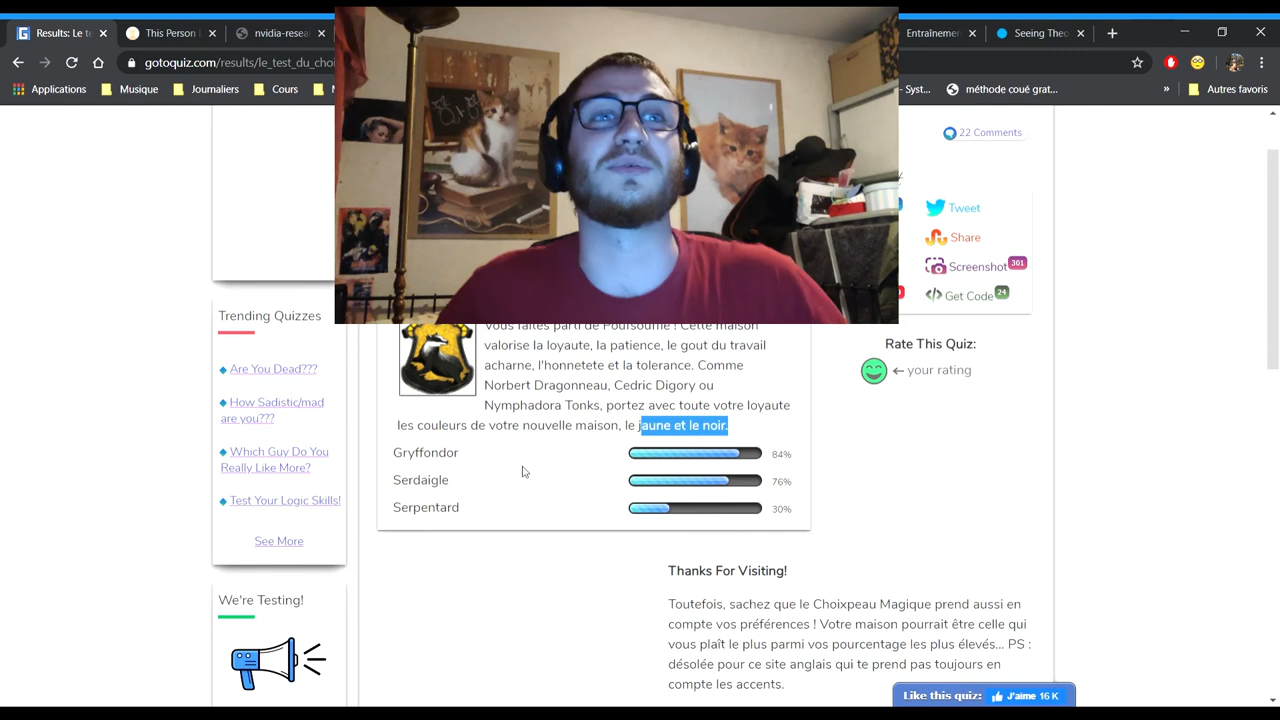 Results: Le t
This Person
nvidia-resea
Entraînemen
Seeing Theo
gotoquiz.com/results/le_test_du_choi
Applications
Musique
Journaliers
Cours
Syst...
méthode coué grat...
»
Autres favoris
22 Comments
Tweet
Share
Screenshot 301
Get Code 24
Trending Quizzes
Are You Dead???
How Sadistic/mad
are you???
Which Guy Do You
Really Like More?
Test Your Logic Skills!
See More
We're Testing!
Vous faites parti de Poufsouffle ! Cette maison
valorise la loyaute, la patience, le gout du travail
acharne, l'honnetete et la tolerance. Comme
Norbert Dragonneau, Cedric Digory ou
Nymphadora Tonks, portez avec toute votre loyaute
les couleurs de votre nouvelle maison, le jaune et le noir.
Gryffondor 84%
Serdaigle 76%
Serpentard 30%
Rate This Quiz:
← your rating
Thanks For Visiting!
Toutefois, sachez que le Choixpeau Magique prend aussi en
compte vos préférences ! Votre maison pourrait être celle qui
vous plaît le plus parmi vos pourcentage les plus élevés... PS :
désolée pour ce site anglais qui te prend pas toujours en
compte les accents.
Like this quiz: J'aime 16 K